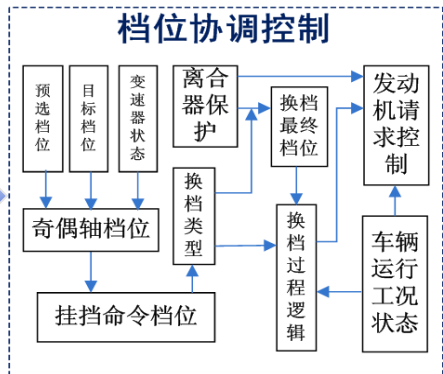 档位协调控制
预选档位
目标档位
变速器状态
离合
器保
护
换档
最终
档位
发动
机请
求控
制
奇偶轴档位
换档类型
换档过程逻辑
车辆
运行
工况
状态
挂挡命令档位